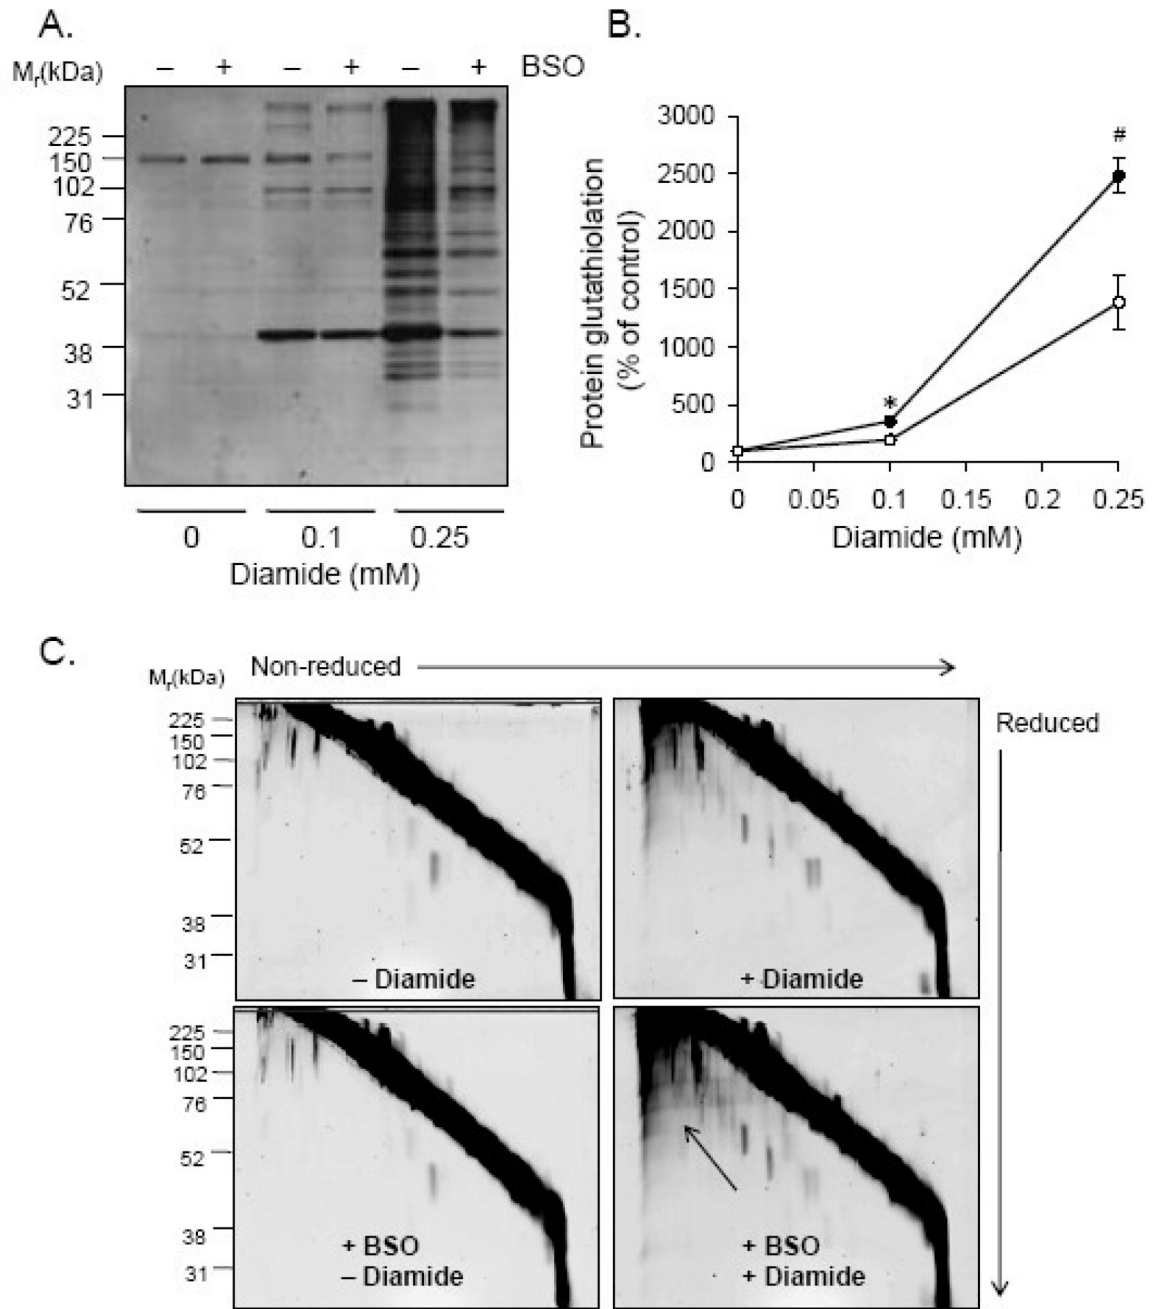 A.
Mr(kDa) – + – + – + BSO
225
150
102
76
52
38
31
0 0.1 0.25
Diamide (mM)
B.
Protein glutathiolation
(% of control)
3000
2500
2000
1500
1000
500
0
#
*
0 0.05 0.1 0.15 0.2 0.25
Diamide (mM)
C.
Non-reduced
Mr(kDa)
Reduced
225
150
102
76
52
38
31
– Diamide
+ Diamide
225
150
102
76
52
38
31
+ BSO
– Diamide
+ BSO
+ Diamide